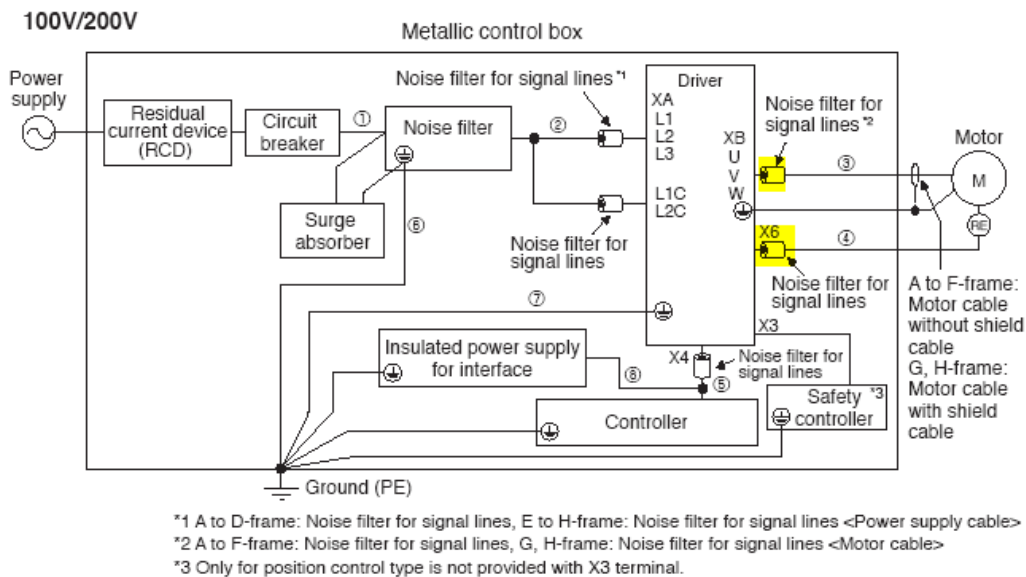 100V/200V
Metallic control box
Power
supply
Residual
current device
(RCD)
Circuit
breaker
①
Noise filter
Surge
absorber
⑥
②
Noise filter for signal lines *1
Noise filter for
signal lines
Driver
XA
L1
L2
L3
L1C
L2C
XB
U
V
W
X6
X3
X4
Noise filter for
signal lines *2
③
④
Noise filter for
signal lines
Motor
M
RE
A to F-frame:
Motor cable
without shield
cable
G, H-frame:
Motor cable
with shield
cable
⑦
Insulated power supply
for interface
⑧
Noise filter for
signal lines
⑤
Controller
Safety *3
controller
Ground (PE)
*1 A to D-frame: Noise filter for signal lines, E to H-frame: Noise filter for signal lines <Power supply cable>
*2 A to F-frame: Noise filter for signal lines, G, H-frame: Noise filter for signal lines <Motor cable>
*3 Only for position control type is not provided with X3 terminal.